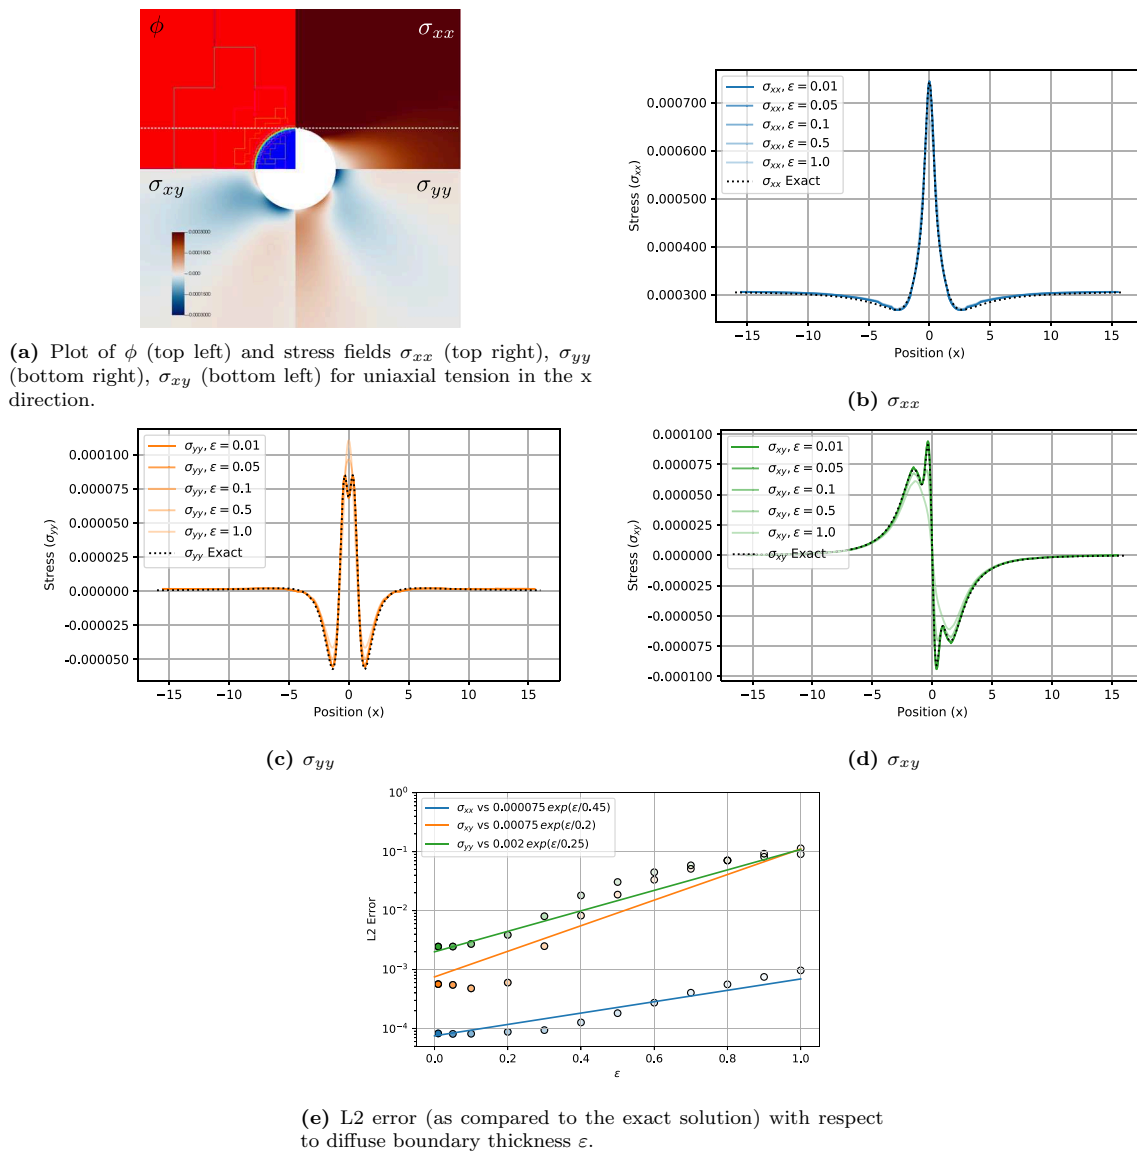 ϕ
σxx
σxy
σyy
(a) Plot of ϕ (top left) and stress fields σxx (top right), σyy
(bottom right), σxy (bottom left) for uniaxial tension in the x
direction.
σxx, ε = 0.01
σxx, ε = 0.05
σxx, ε = 0.1
σxx, ε = 0.5
σxx, ε = 1.0
σxx Exact
0.000700
0.000600
0.000500
0.000400
0.000300
Stress (σxx)
−15 −10 −5 0 5 10 15
Position (x)
(b) σxx
σyy, ε = 0.01
σyy, ε = 0.05
σyy, ε = 0.1
σyy, ε = 0.5
σyy, ε = 1.0
σyy Exact
0.000100
0.000075
0.000050
0.000025
0.000000
-0.000025
-0.000050
Stress (σyy)
−15 −10 −5 0 5 10 15
Position (x)
(c) σyy
σxy, ε = 0.01
σxy, ε = 0.05
σxy, ε = 0.1
σxy, ε = 0.5
σxy, ε = 1.0
σxy Exact
0.000100
0.000075
0.000050
0.000025
0.000000
-0.000025
-0.000050
-0.000075
-0.000100
Stress (σxy)
−15 −10 −5 0 5 10 15
Position (x)
(d) σxy
σxx vs 0.000075 exp(ε/0.45)
σxy vs 0.00075 exp(ε/0.2)
σyy vs 0.002 exp(ε/0.25)
10⁰
10⁻¹
10⁻²
10⁻³
10⁻⁴
L2 Error
0.0 0.2 0.4 0.6 0.8 1.0
ε
(e) L2 error (as compared to the exact solution) with respect
to diffuse boundary thickness ε.